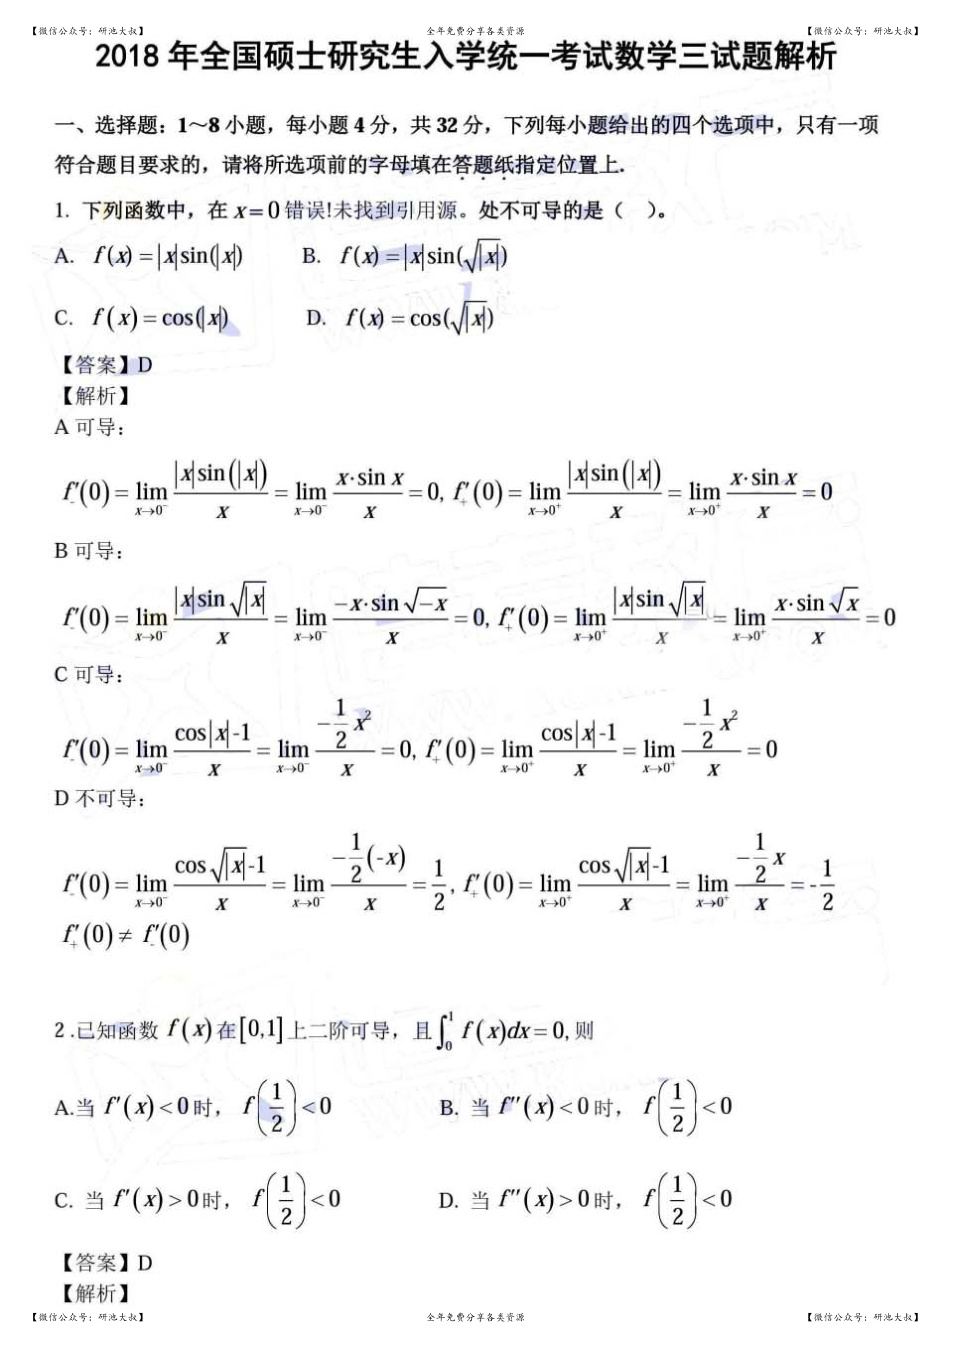 【微信公众号：研池大叔】 全年免费分享各类资源 【微信公众号：研池大叔】
2018 年全国硕士研究生入学统一考试数学三试题解析
一、选择题：1～8 小题，每小题 4 分，共 32 分，下列每小题给出的四个选项中，只有一项
符合题目要求的，请将所选项前的字母填在答题纸指定位置上.
1. 下列函数中，在 x=0 错误!未找到引用源。处不可导的是（ ）。
A. f(x)=|x|sin(|x|) B. f(x)=|x|sin(√|x|)
C. f(x)=cos(|x|) D. f(x)=cos(√|x|)
【答案】D
【解析】
A 可导：
f₋′(0)=lim_{x→0⁻} |x|sin(|x|)/x = lim_{x→0⁻} x·sin x/x = 0, f₊′(0)=lim_{x→0⁺} |x|sin(|x|)/x = lim_{x→0⁺} x·sin x/x = 0
B 可导：
f₋′(0)=lim_{x→0⁻} |x|sin√|x|/x = lim_{x→0⁻} -x·sin√-x/x = 0, f₊′(0)=lim_{x→0⁺} |x|sin√|x|/x = lim_{x→0⁺} x·sin√x/x = 0
C 可导：
f₋′(0)=lim_{x→0⁻} cos|x|-1/x = lim_{x→0⁻} -1/2 x²/x = 0, f₊′(0)=lim_{x→0⁺} cos|x|-1/x = lim_{x→0⁺} -1/2 x²/x = 0
D 不可导：
f₋′(0)=lim_{x→0⁻} cos√|x|-1/x = lim_{x→0⁻} -1/2(-x)/x = 1/2, f₊′(0)=lim_{x→0⁺} cos√|x|-1/x = lim_{x→0⁺} -1/2 x/x = -1/2
f₊′(0) ≠ f₋′(0)
2 .已知函数 f(x) 在[0,1]上二阶可导，且∫₀¹ f(x)dx=0, 则
A.当 f′(x)<0 时， f(1/2)<0 B. 当 f″(x)<0 时， f(1/2)<0
C. 当 f′(x)>0 时， f(1/2)<0 D. 当 f″(x)>0 时， f(1/2)<0
【答案】D
【解析】
【微信公众号：研池大叔】 全年免费分享各类资源 【微信公众号：研池大叔】